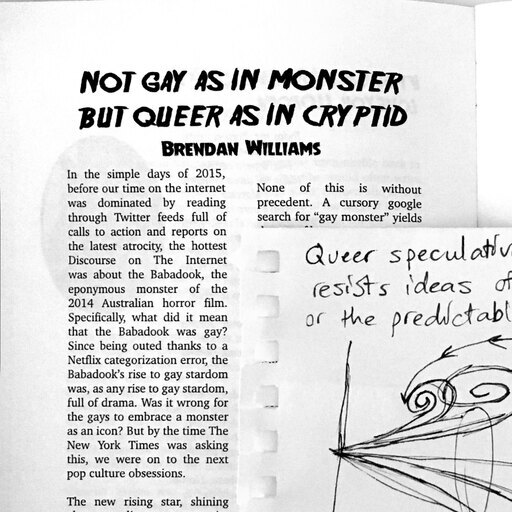 NOT GAY AS IN MONSTER
BUT QUEER AS IN CRYPTID
BRENDAN WILLIAMS
In the simple days of 2015,
before our time on the internet
was dominated by reading
through Twitter feeds full of
calls to action and reports on
the latest atrocity, the hottest
Discourse on The Internet
was about the Babadook, the
eponymous monster of the
2014 Australian horror film.
Specifically, what did it mean
that the Babadook was gay?
Since being outed thanks to a
Netflix categorization error, the
Babadook's rise to gay stardom
was, as any rise to gay stardom,
full of drama. Was it wrong for
the gays to embrace a monster
as an icon? But by the time The
New York Times was asking
this, we were on to the next
pop culture obsessions.
The new rising star, shining
None of this is without
precedent. A cursory google
search for "gay monster" yields
Queer speculativ
resists ideas of
or the predictabl